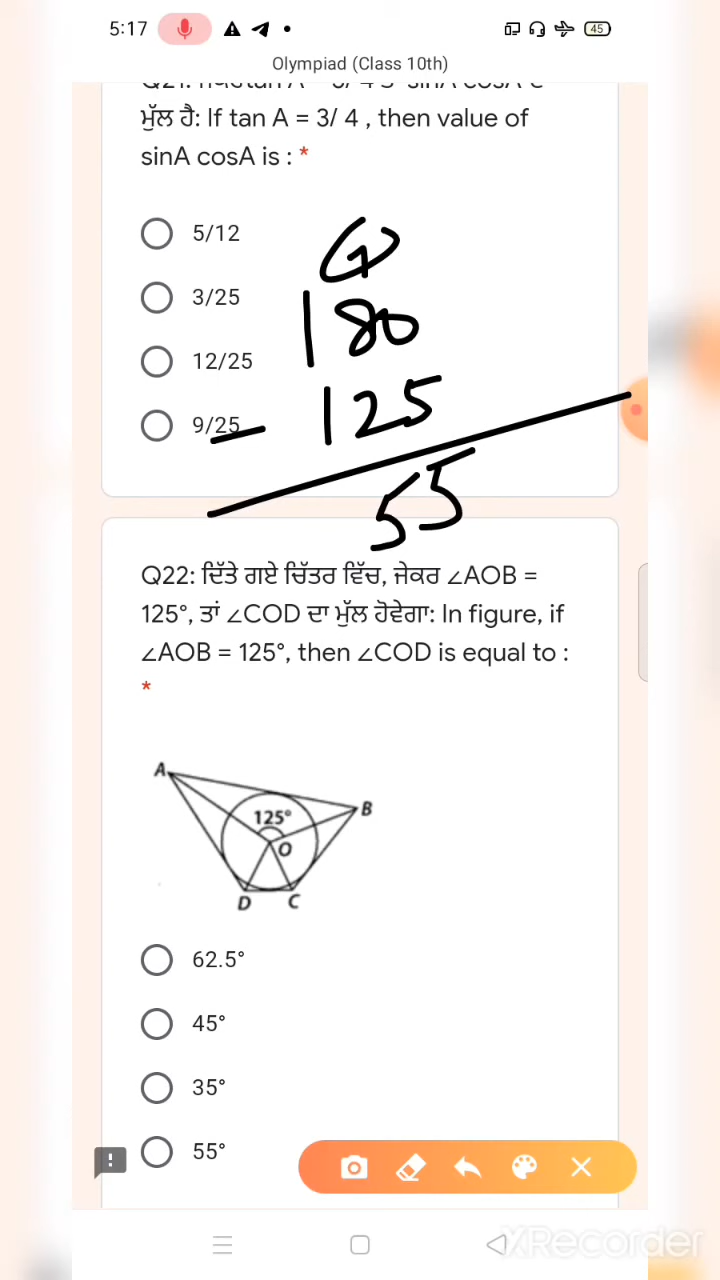 5:17
45
Olympiad (Class 10th)
ਮੁੱਲ ਹੈ: If tan A = 3/ 4 , then value of
sinA cosA is : *
5/12
3/25
12/25
9/25
180
- 125
55
Q22: ਦਿੱਤੇ ਗਏ ਚਿੱਤਰ ਵਿੱਚ, ਜੇਕਰ ∠AOB =
125°, ਤਾਂ ∠COD ਦਾ ਮੁੱਲ ਹੋਵੇਗਾ: In figure, if
∠AOB = 125°, then ∠COD is equal to :
*
A
B
125°
O
D C
62.5°
45°
35°
55°
XRecorder